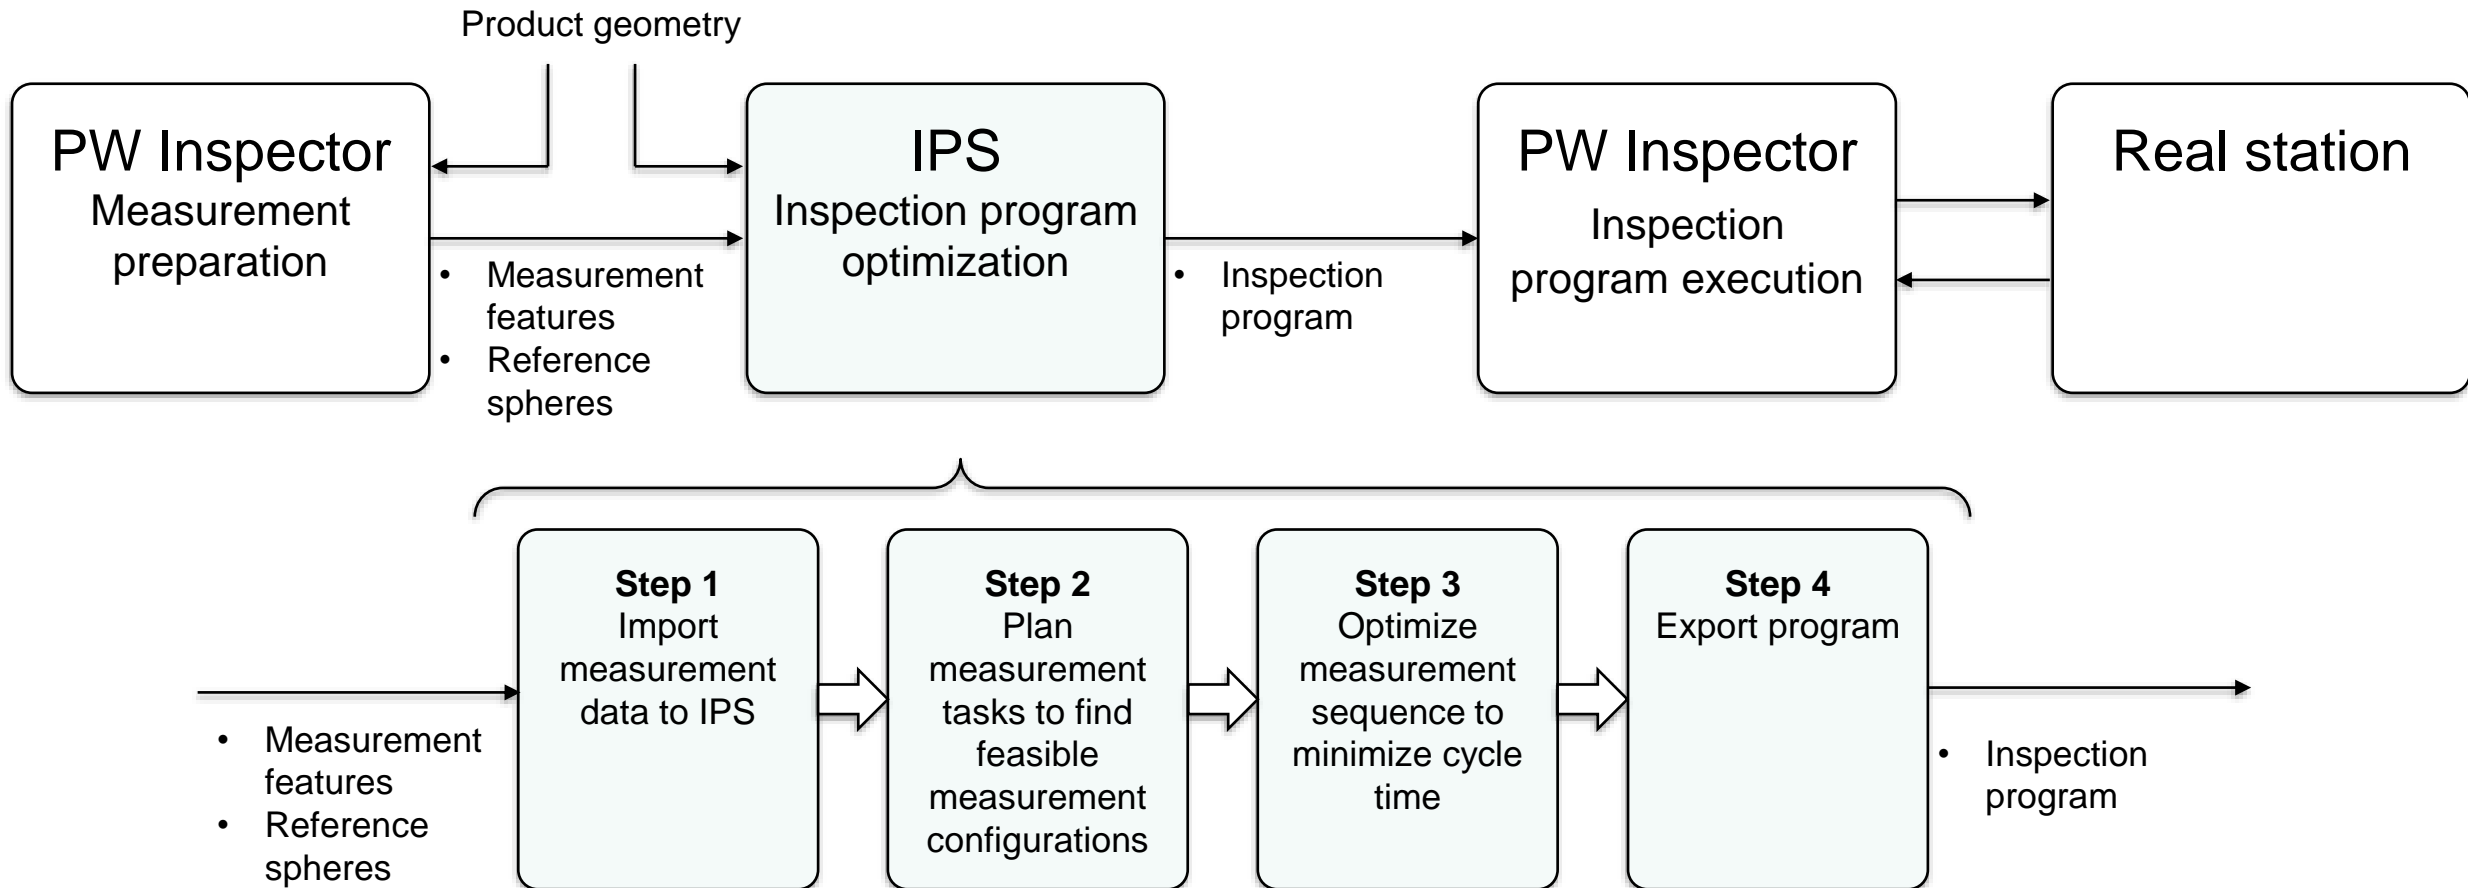 Product geometry
PW Inspector
Measurement
preparation
• Measurement
features
• Reference
spheres
IPS
Inspection program
optimization
• Inspection
program
PW Inspector
Inspection
program execution
Real station
• Measurement
features
• Reference
spheres
Step 1
Import
measurement
data to IPS
Step 2
Plan
measurement
tasks to find
feasible
measurement
configurations
Step 3
Optimize
measurement
sequence to
minimize cycle
time
Step 4
Export program
• Inspection
program